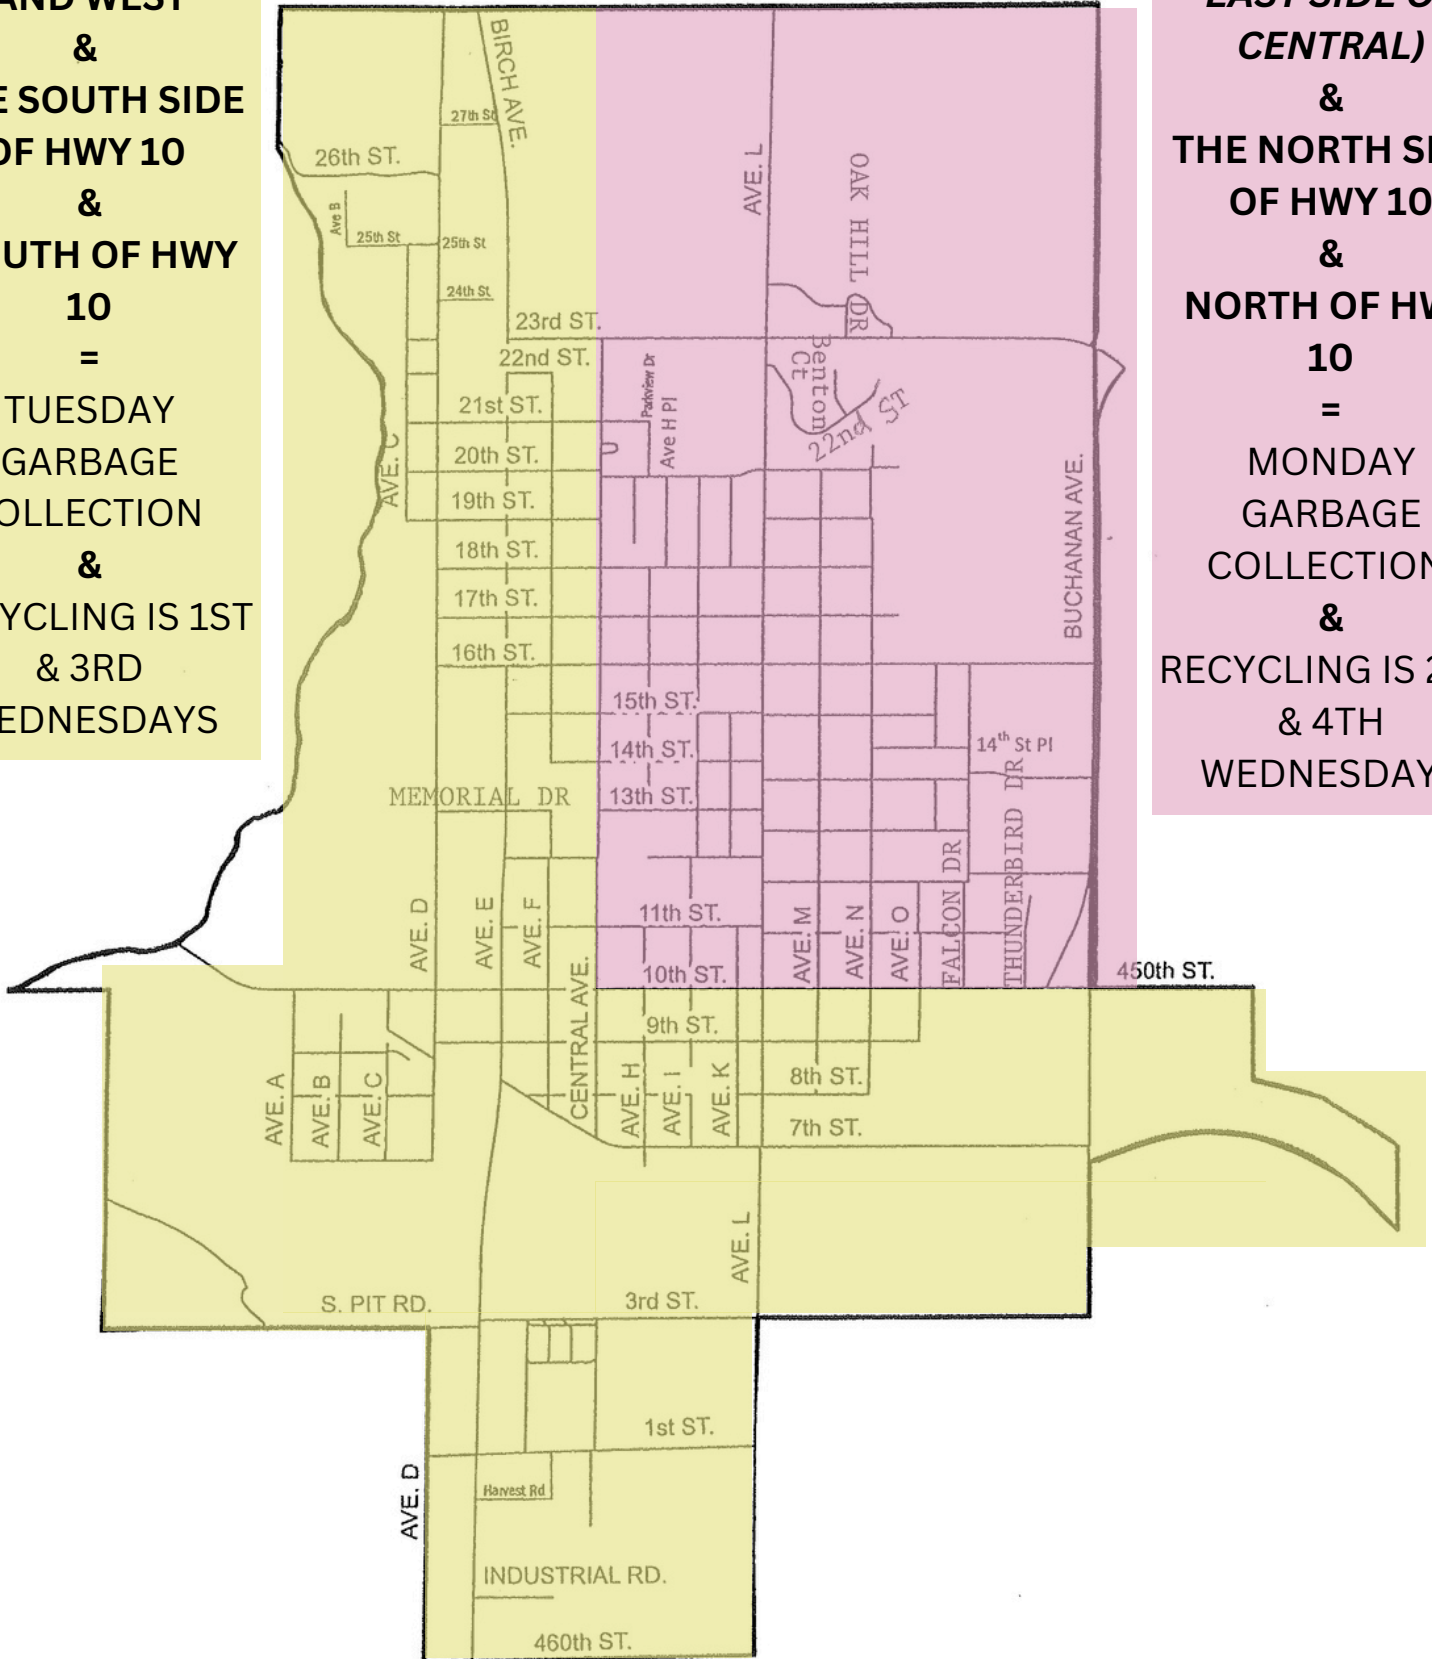 AND WEST
&
E SOUTH SIDE
OF HWY 10
&
UTH OF HWY
10
=
TUESDAY
GARBAGE
OLLECTION
&
YCLING IS 1ST
& 3RD
EDNESDAYS
EAST SIDE O
CENTRAL)
&
THE NORTH SI
OF HWY 10
&
NORTH OF HW
10
=
MONDAY
GARBAGE
COLLECTION
&
RECYCLING IS 2
& 4TH
WEDNESDAY
BIRCH AVE.
27th St
26th ST.
Ave B
25th St
25th St
24th St
23rd ST.
22nd ST.
21st ST.
20th ST.
19th ST.
18th ST.
17th ST.
16th ST.
AVE. C
AVE. L
OAK HILL DR
Benton Ct
22nd ST
Parkview Dr
Ave H Pl
BUCHANAN AVE.
15th ST.
14th ST.
14th St Pl
13th ST.
MEMORIAL DR
THUNDERBIRD DR
FALCON DR
11th ST.
AVE. D
AVE. E
AVE. F
AVE. M
AVE. N
AVE. O
10th ST.
450th ST.
CENTRAL AVE.
9th ST.
AVE. A
AVE. B
AVE. C
AVE. H
AVE. I
AVE. K
8th ST.
7th ST.
AVE. L
S. PIT RD.
3rd ST.
1st ST.
AVE. D
Harvest Rd
INDUSTRIAL RD.
460th ST.